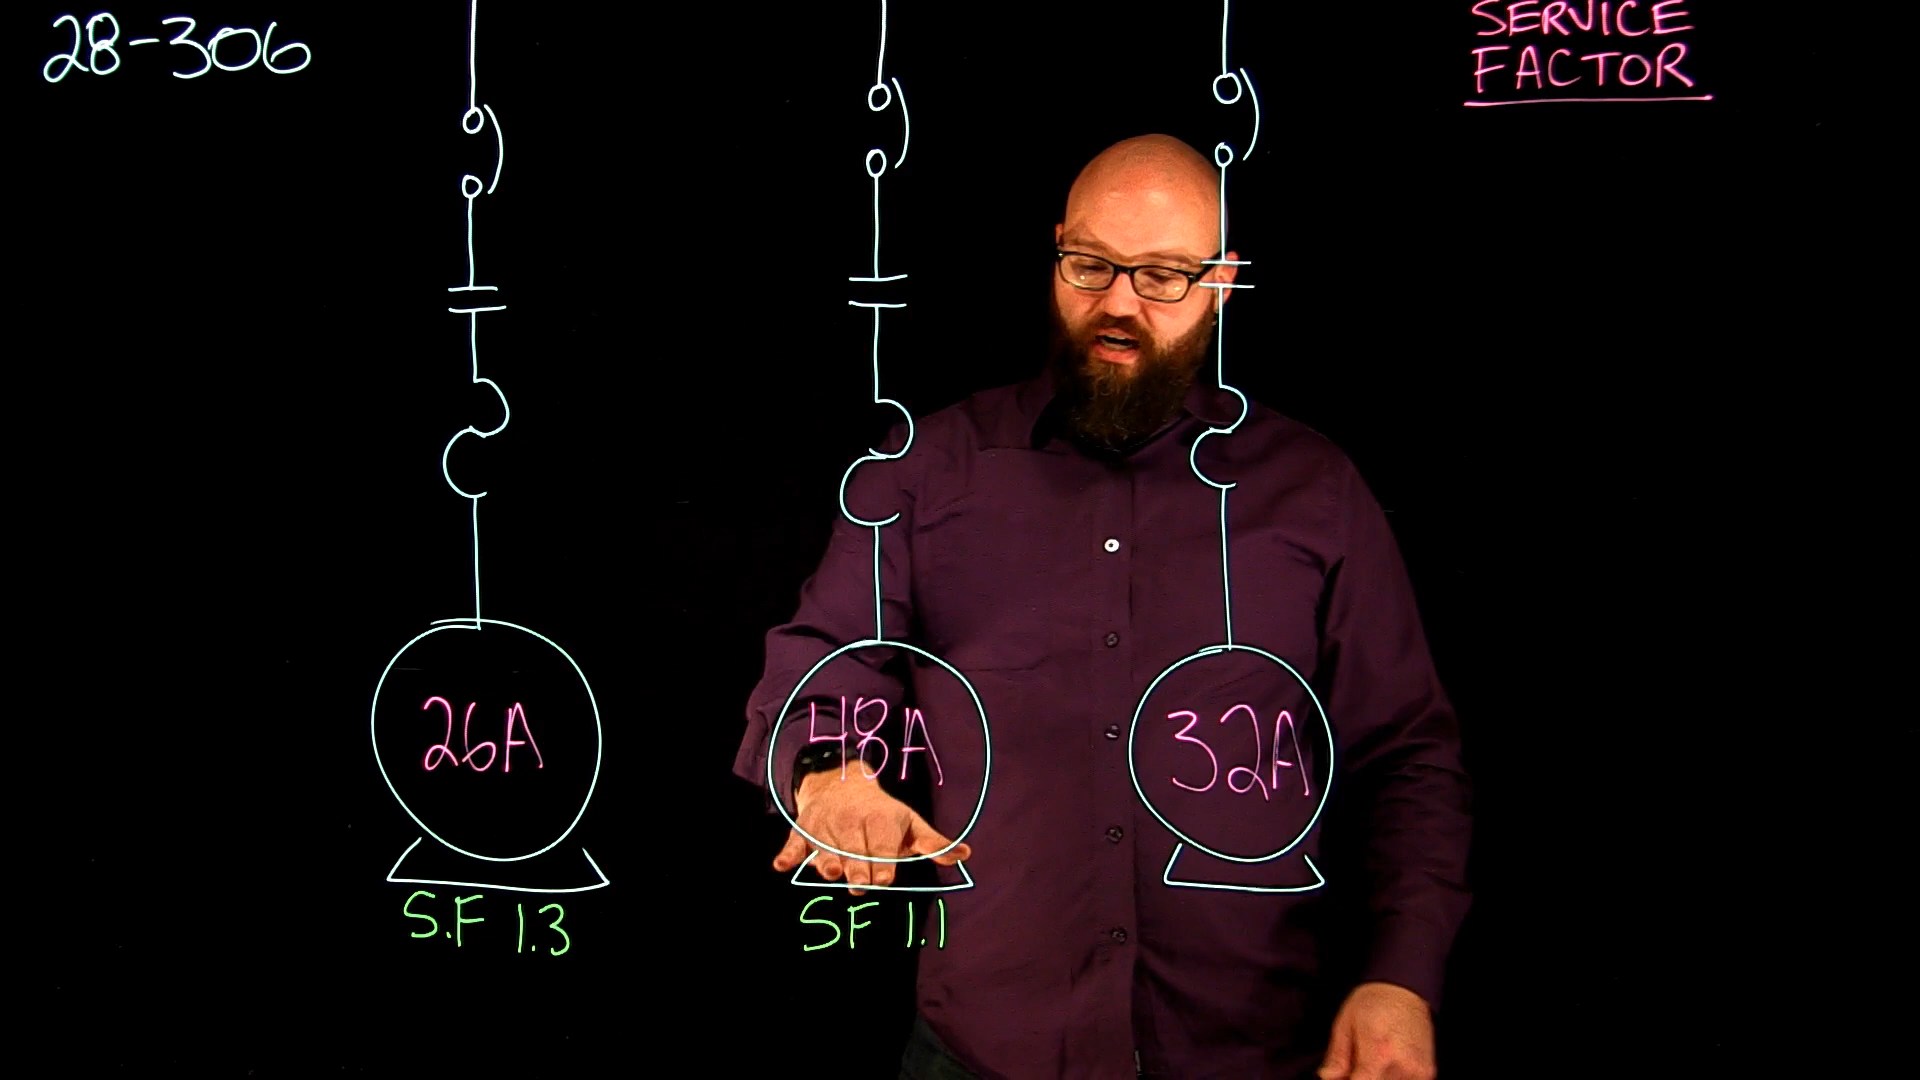 28-306
SERVICE
FACTOR
26A
48A
32A
S.F 1.3
SF 1.1